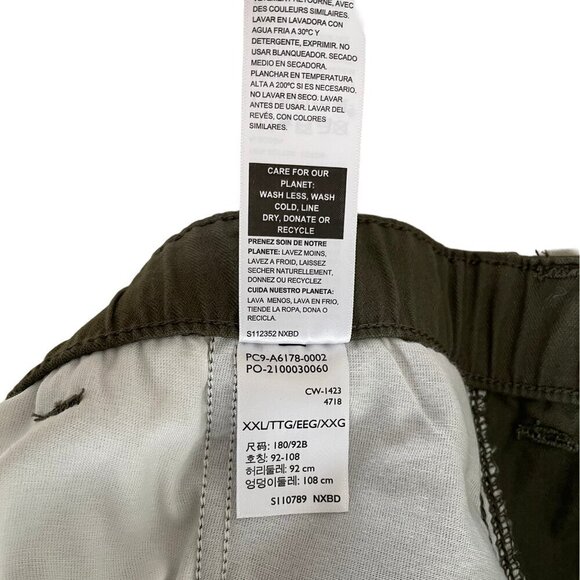 VÊTEMENT RETOURNÉ, AVEC
DES COULEURS SIMILAIRES.
LAVAR EN LAVADORA CON
AGUA FRIA A 30ºC Y
DETERGENTE, EXPRIMIR. NO
USAR BLANQUEADOR. SECADO
MEDIO EN SECADORA.
PLANCHAR EN TEMPERATURA
ALTA A 200ºC SI ES NECESARIO.
NO LAVAR EN SECO. LAVAR
ANTES DE USAR. LAVAR DEL
REVÉS, CON COLORES
SIMILARES.
CARE FOR OUR
PLANET:
WASH LESS, WASH
COLD, LINE
DRY, DONATE OR
RECYCLE
PRENEZ SOIN DE NOTRE
PLANETE: LAVEZ MOINS,
LAVEZ A FROID, LAISSEZ
SECHER NATURELLEMENT,
DONNEZ OU RECYCLEZ
CUIDA NUESTRO PLANETA:
LAVA MENOS, LAVA EN FRIO,
TIENDE LA ROPA, DONA O
RECICLA.
S112352 NXBD
PC9-A6178-0002
PO-2100030060
CW-1423
4718
XXL/TTG/EEG/XXG
尺码: 180/92B
호칭: 92-108
허리둘레: 92 cm
엉덩이둘레: 108 cm
S110789 NXBD